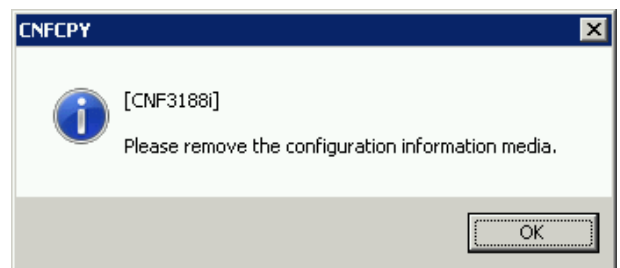 CNFCPY
[CNF3188i]
Please remove the configuration information media.
OK